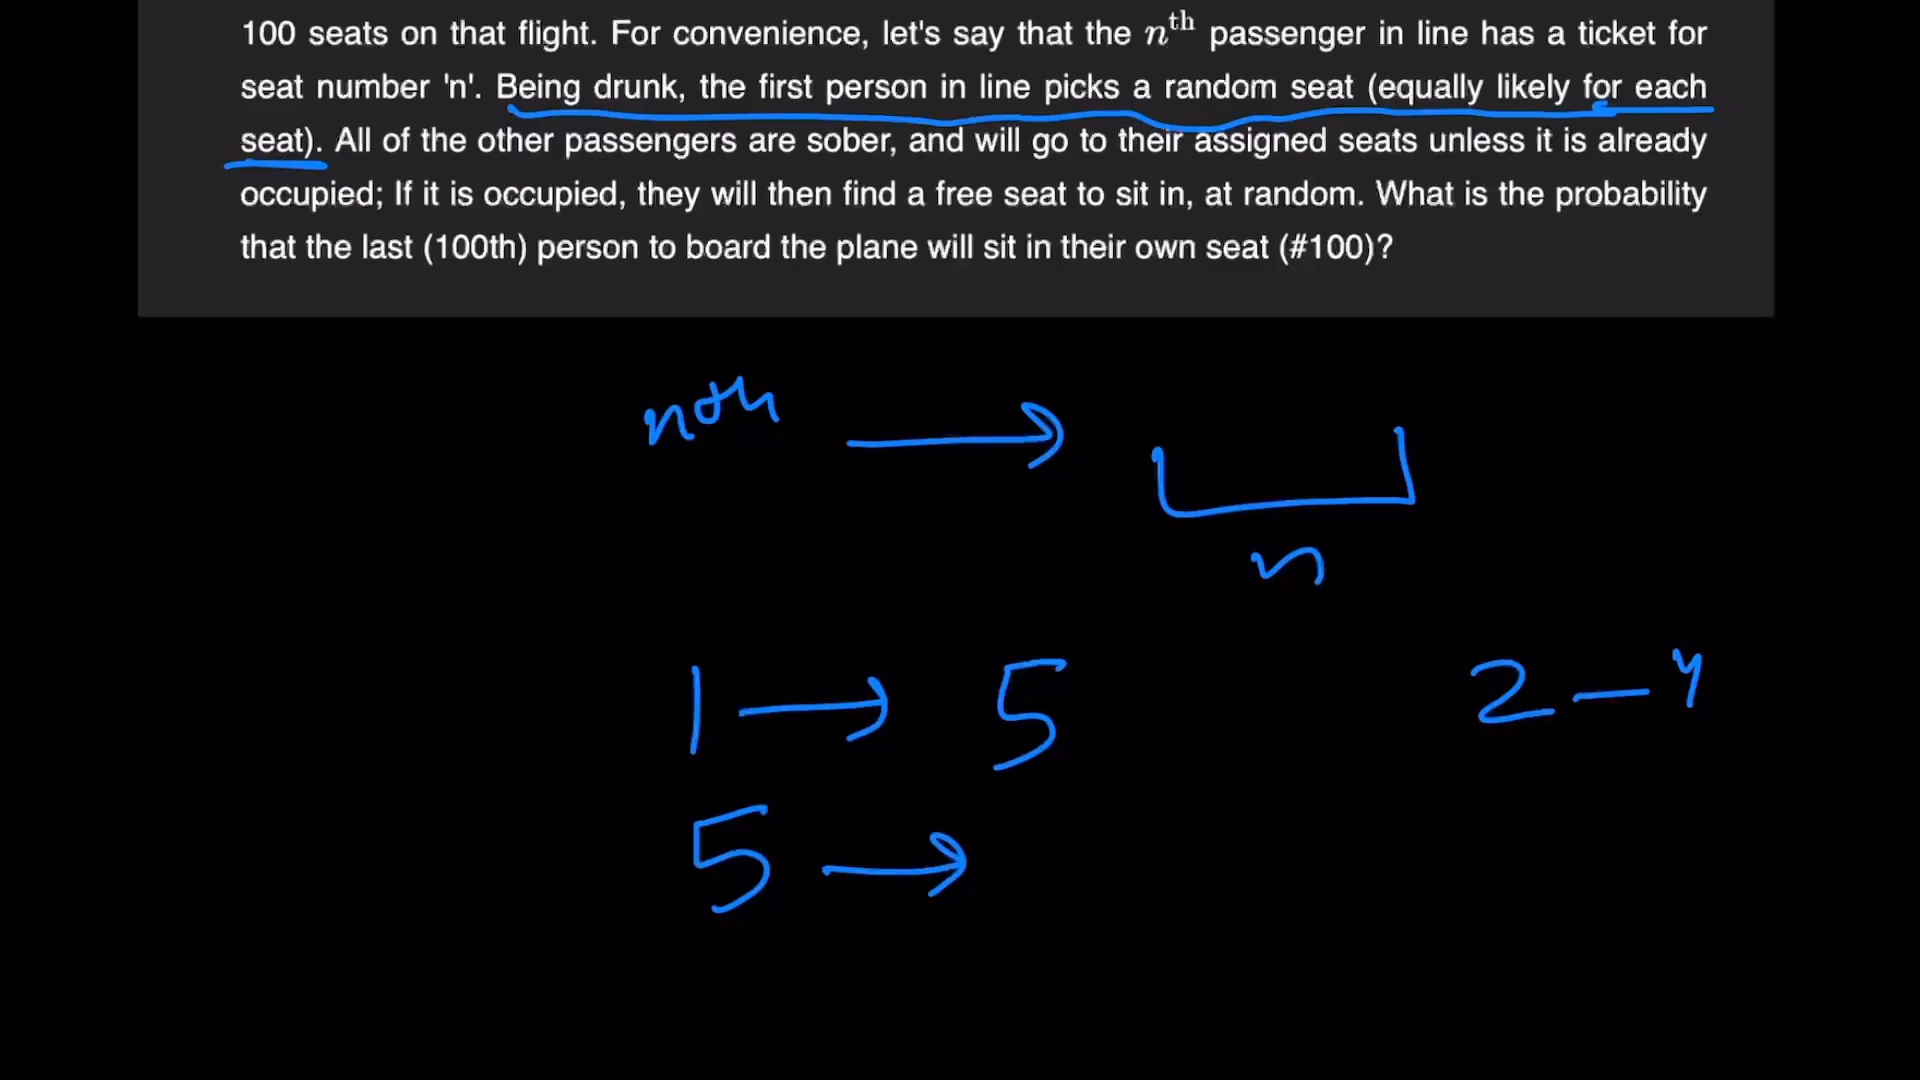 100 seats on that flight. For convenience, let's say that the nᵗʰ passenger in line has a ticket for
seat number 'n'. Being drunk, the first person in line picks a random seat (equally likely for each
seat). All of the other passengers are sober, and will go to their assigned seats unless it is already
occupied; If it is occupied, they will then find a free seat to sit in, at random. What is the probability
that the last (100th) person to board the plane will sit in their own seat (#100)?
nth →
n
1 → 5 2 – 4
5 →